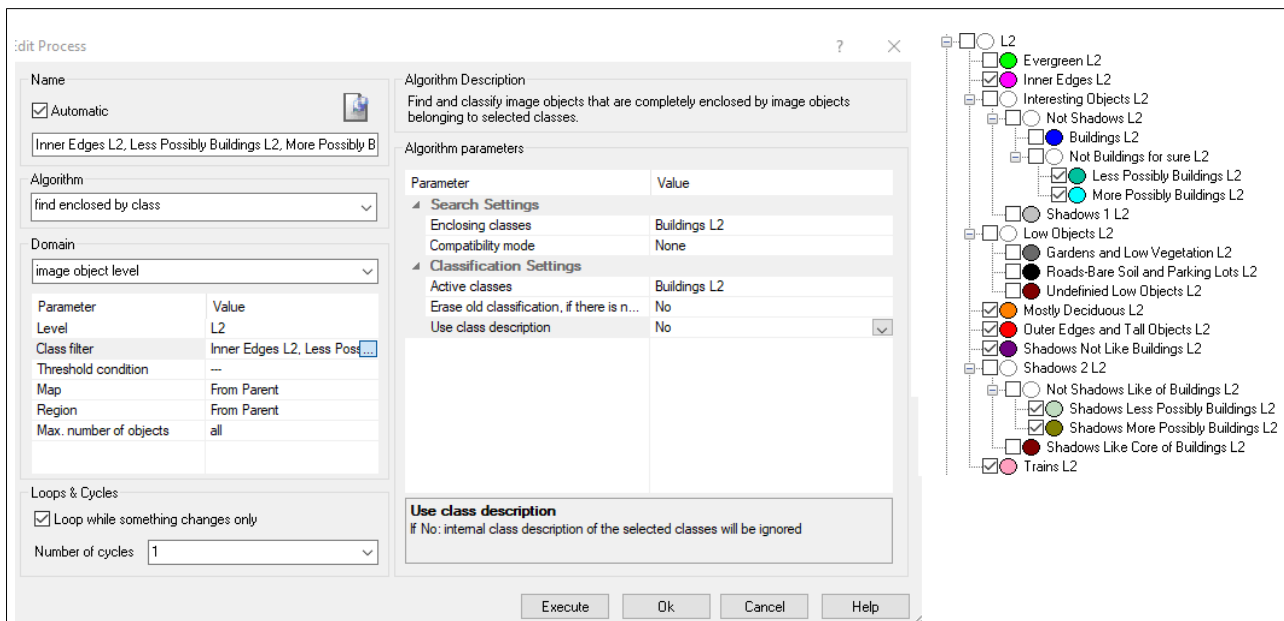 Edit Process
?
Name
Automatic
Inner Edges L2, Less Possibly Buildings L2, More Possibly B
Algorithm
find enclosed by class
Domain
image object level
Parameter Value
Level L2
Class filter Inner Edges L2, Less Poss...
Threshold condition ---
Map From Parent
Region From Parent
Max. number of objects all
Loops & Cycles
Loop while something changes only
Number of cycles 1
Algorithm Description
Find and classify image objects that are completely enclosed by image objects
belonging to selected classes.
Algorithm parameters
Parameter Value
Search Settings
Enclosing classes Buildings L2
Compatibility mode None
Classification Settings
Active classes Buildings L2
Erase old classification, if there is n... No
Use class description No
Use class description
If No: internal class description of the selected classes will be ignored
Execute Ok Cancel Help
L2
Evergreen L2
Inner Edges L2
Interesting Objects L2
Not Shadows L2
Buildings L2
Not Buildings for sure L2
Less Possibly Buildings L2
More Possibly Buildings L2
Shadows 1 L2
Low Objects L2
Gardens and Low Vegetation L2
Roads-Bare Soil and Parking Lots L2
Undefinied Low Objects L2
Mostly Deciduous L2
Outer Edges and Tall Objects L2
Shadows Not Like Buildings L2
Shadows 2 L2
Not Shadows Like of Buildings L2
Shadows Less Possibly Buildings L2
Shadows More Possibly Buildings L2
Shadows Like Core of Buildings L2
Trains L2